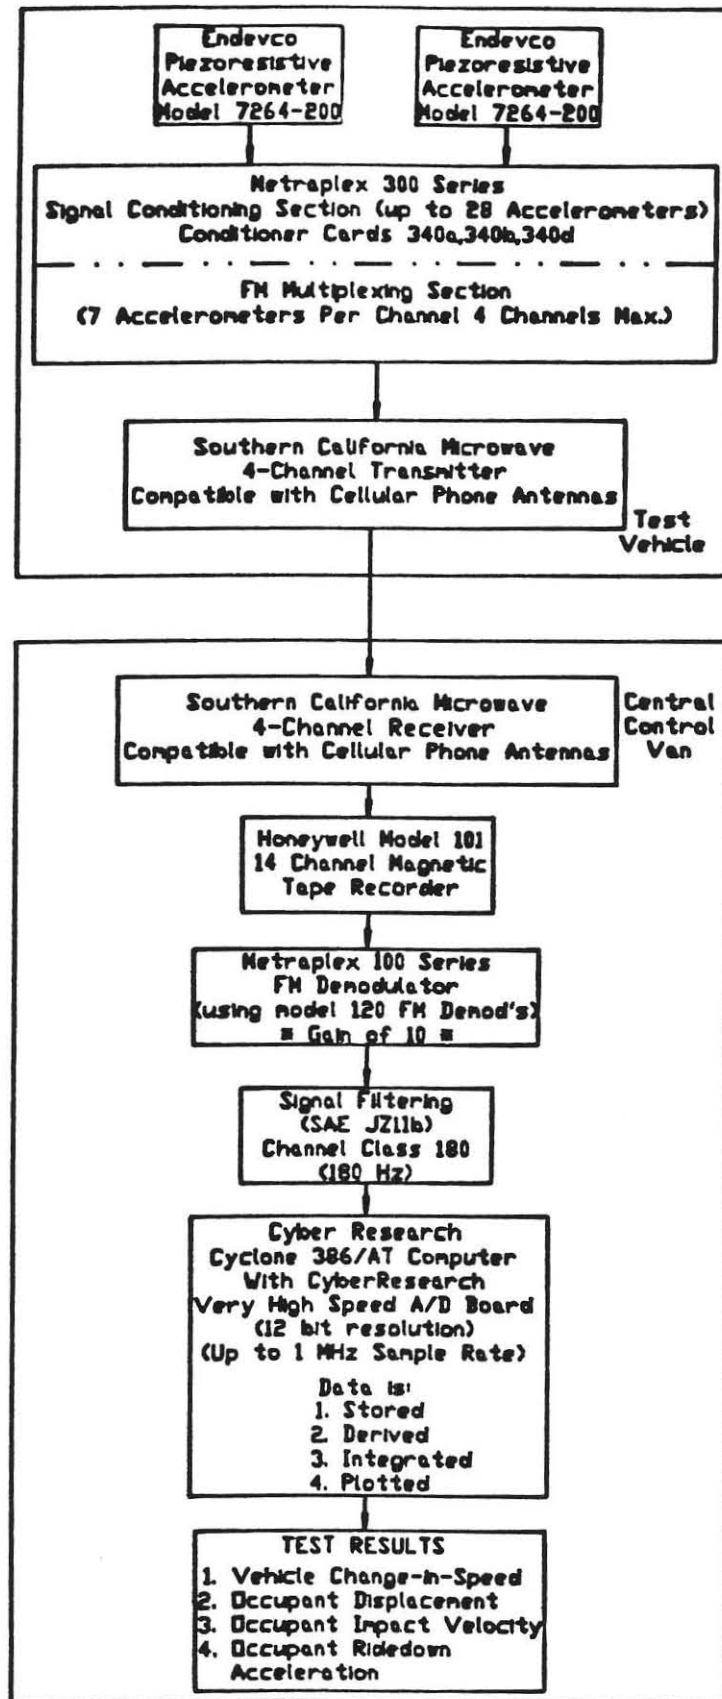 Endevco
Piezoresistive
Accelerometer
Model 7264-200
Endevco
Piezoresistive
Accelerometer
Model 7264-200
Metraplex 300 Series
Signal Conditioning Section (up to 28 Accelerometers)
Conditioner Cards 340a,340b,340d
FM Multiplexing Section
(7 Accelerometers Per Channel 4 Channels Max.)
Southern California Microwave
4-Channel Transmitter
Compatible with Cellular Phone Antennas
Test
Vehicle
Southern California Microwave
4-Channel Receiver
Compatible with Cellular Phone Antennas
Central
Control
Van
Honeywell Model 101
14 Channel Magnetic
Tape Recorder
Metraplex 100 Series
FM Demodulator
(using model 120 FM Demod's)
* Gain of 10 *
Signal Filtering
(SAE J211b)
Channel Class 180
(180 Hz)
Cyber Research
Cyclone 386/AT Computer
With CyberResearch
Very High Speed A/D Board
(12 bit resolution)
(Up to 1 MHz Sample Rate)
Data is:
1. Stored
2. Derived
3. Integrated
4. Plotted
TEST RESULTS
1. Vehicle Change-in-Speed
2. Occupant Displacement
3. Occupant Impact Velocity
4. Occupant Ridedown
Acceleration